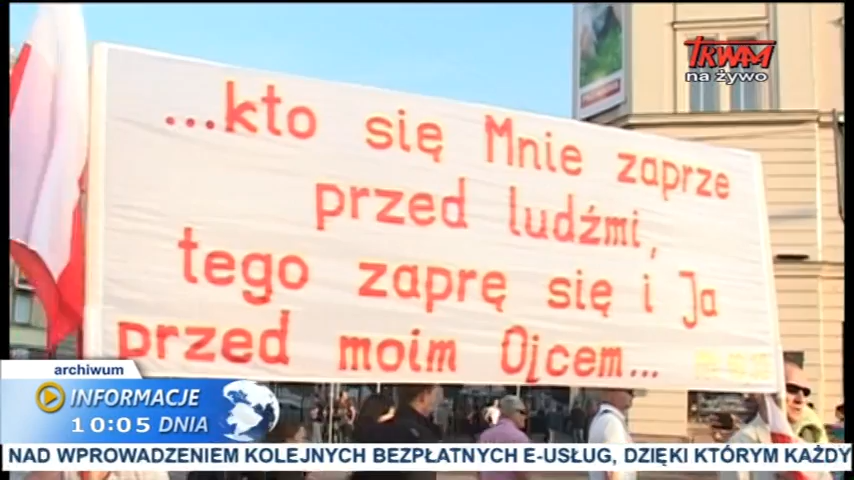 TRWAM
na żywo
...kto się Mnie zaprze
przed ludźmi,
tego zaprę się i Ja
przed moim Ojcem...
archiwum
INFORMACJE
10:05 DNIA
NAD WPROWADZENIEM KOLEJNYCH BEZPŁATNYCH E-USŁUG, DZIĘKI KTÓRYM KAŻDY